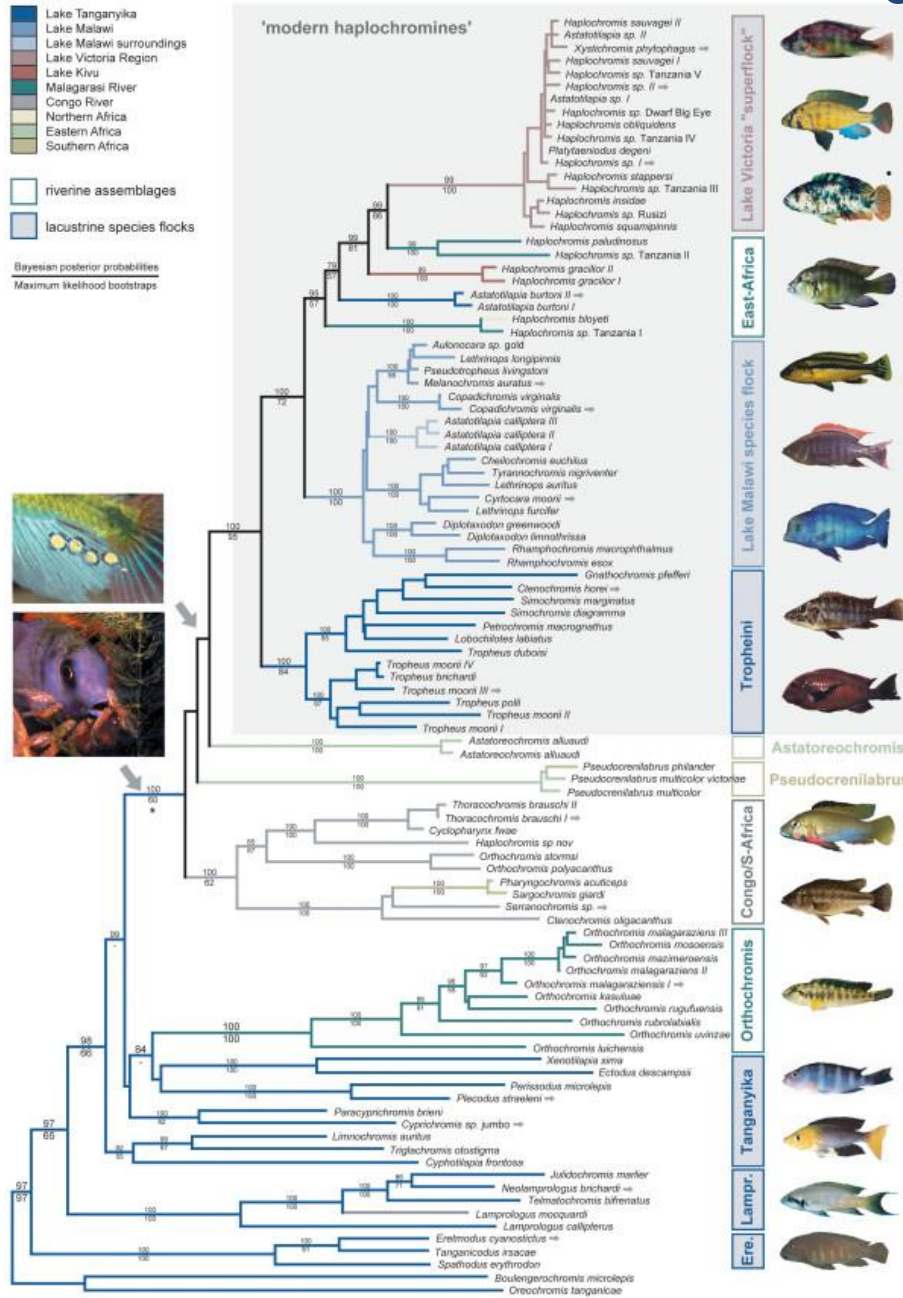 Lake Tanganyika
Lake Malawi
Lake Malawi surroundings
Lake Victoria Region
Lake Kivu
Malagarasi River
Congo River
Northern Africa
Eastern Africa
Southern Africa
riverine assemblages
lacustrine species flocks
Bayesian posterior probabilities
Maximum likelihood bootstraps
'modern haplochromines'
Haplochromis sauvagei II
Astatotilapia sp. II
Xystichromis phytophagus ⇨
Haplochromis sauvagei I
Haplochromis sp. Tanzania V
Haplochromis sp. II ⇨
Astatotilapia sp. I
Haplochromis sp. Dwarf Big Eye
Haplochromis obliquidens
Haplochromis sp. Tanzania IV
Platytaeniodus degeni
Haplochromis sp. I ⇨
Haplochromis stappersi
Haplochromis sp. Tanzania III
Haplochromis insidae
Haplochromis sp. Rusizi
Haplochromis squamipinnis
Haplochromis paludinosus
Haplochromis sp. Tanzania II
Haplochromis gracilior II
Haplochromis gracilior I
Astatotilapia burtoni II ⇨
Astatotilapia burtoni I
Haplochromis bloyeti
Haplochromis sp. Tanzania I
Aulonocara sp. gold
Lethrinops longipinnis
Pseudotropheus livingstoni
Melanochromis auratus ⇨
Copadichromis virginalis
Copadichromis virginalis ⇨
Astatotilapia calliptera III
Astatotilapia calliptera II
Astatotilapia calliptera I
Cheilochromis euchilus
Tyrannochromis nigriventer
Lethrinops auritus
Cyrtocara moorii ⇨
Lethrinops furcifer
Diplotaxodon greenwoodi
Diplotaxodon limnothrissa
Rhamphochromis macrophthalmus
Rhamphochromis esox
Gnathochromis pfefferi
Ctenochromis horei ⇨
Simochromis marginatus
Simochromis diagramma
Petrochromis macrognathus
Lobochilotes labiatus
Tropheus duboisi
Tropheus moorii IV
Tropheus brichardi
Tropheus moorii III ⇨
Tropheus polli
Tropheus moorii II
Tropheus moorii I
Astatoreochromis alluaudi
Astatoreochromis alluaudi
Pseudocrenilabrus philander
Pseudocrenilabrus multicolor victoriae
Pseudocrenilabrus multicolor
Thoracochromis brauschi II
Thoracochromis brauschi I ⇨
Cyclopharynx fwae
Haplochromis sp nov
Orthochromis stormsi
Orthochromis polyacanthus
Pharyngochromis acuticeps
Sargochromis giardi
Serranochromis sp. ⇨
Ctenochromis oligacanthus
Orthochromis malagaraziens III
Orthochromis mosoensis
Orthochromis mazimeroensis
Orthochromis malagaraziens II
Orthochromis malagaraziensis I ⇨
Orthochromis kasuluae
Orthochromis rugufuensis
Orthochromis rubrolabialis
Orthochromis uvinzae
Orthochromis luichensis
Xenotilapia sima
Ectodus descampsii
Perissodus microlepis
Plecodus straeleni ⇨
Paracyprichromis brieni
Cyprichromis sp. jumbo ⇨
Limnochromis auritus
Triglachromis otostigma
Cyphotilapia frontosa
Julidochromis marlier
Neolamprologus brichardi ⇨
Telmatochromis bifrenatus
Lamprologus mocquardi
Lamprologus callipterus
Eretmodus cyanostictus ⇨
Tanganicodus irsacae
Spathodus erythrodon
Boulengerochromis microlepis
Oreochromis tanganicae
Lake Victoria "superflock"
East-Africa
Lake Malawi species flock
Tropheini
Astatoreochromis
Pseudocrenilabrus
Congo/S-Africa
Orthochromis
Tanganyika
Lampr.
Ere.